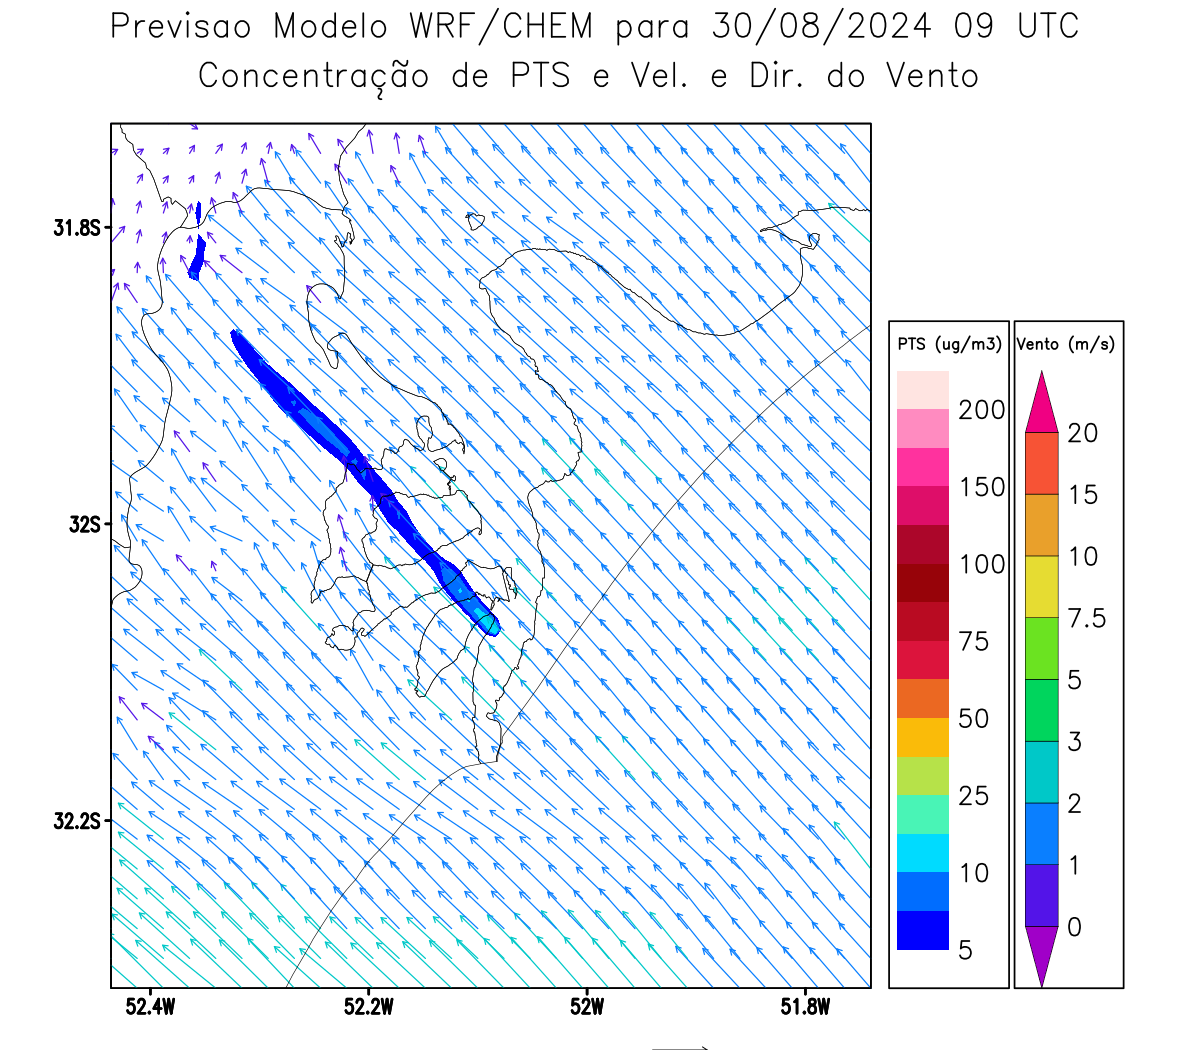 Previsao Modelo WRF/CHEM para 30/08/2024 09 UTC
Concentração de PTS e Vel. e Dir. do Vento
31.8S
32S
32.2S
52.4W 52.2W 52W 51.8W
PTS (ug/m3)
200
150
100
75
50
25
10
5
Vento (m/s)
20
15
10
7.5
5
3
2
1
0